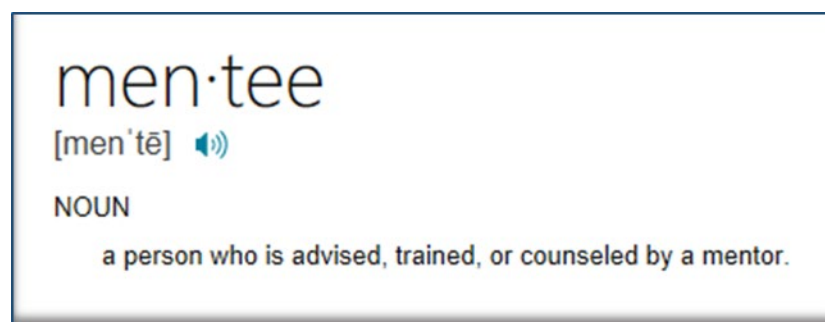 men·tee
[menˈtē]
NOUN
a person who is advised, trained, or counseled by a mentor.